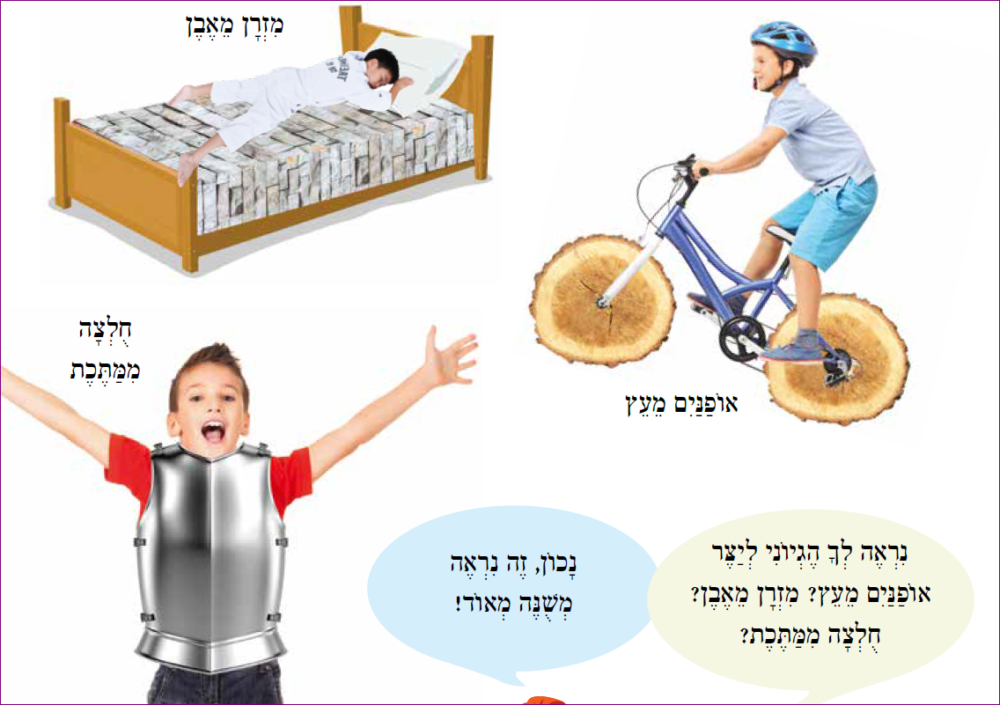 מִזְרָן מֵאֶבֶן
חֻלְצָה
מִמַּתֶּכֶת
אוֹפַנַּיִם מֵעֵץ
נִרְאֶה לְךָ הֶגְיוֹנִי לְיַצֵּר
אוֹפַנַּיִם מֵעֵץ? מִזְרָן מֵאֶבֶן?
חֻלְצָה מִמַּתֶּכֶת?
נָכוֹן, זֶה נִרְאֶה
מְשֻׁנֶּה מְאוֹד!